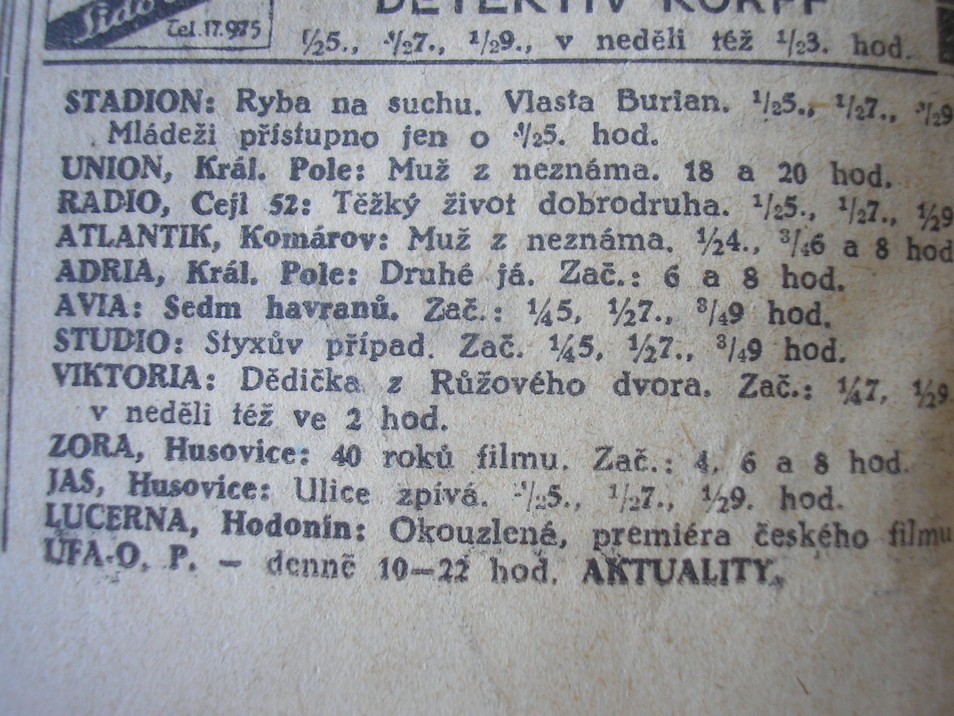 DETEKTIV KORFF
Tel. 17.975
½5., ½7., ½9., v neděli též ½3. hod.
STADION: Ryba na suchu. Vlasta Burian. ½5., ½7., ½9
Mládeži přístupno jen o ½5. hod.
UNION, Král. Pole: Muž z neznáma. 18 a 20 hod.
RADIO, Cejl 52: Těžký život dobrodruha. ½5., ½7., ½9
ATLANTIK, Komárov: Muž z neznáma. ½4., ¾6 a 8 hod
ADRIA, Král. Pole: Druhé já. Zač.: 6 a 8 hod.
AVIA: Sedm havranů. Zač.: ¼5, ½7., ¾9 hod.
STUDIO: Styxův případ. Zač. ¼5, ½7., ¾9 hod.
VIKTORIA: Dědička z Růžového dvora. Zač.: ¼7, ½9
v neděli též ve 2 hod.
ZORA, Husovice: 40 roků filmu. Zač.: 4, 6 a 8 hod.
JAS, Husovice: Ulice zpívá. ½5., ½7., ½9. hod.
LUCERNA, Hodonín: Okouzlená, premiéra českého filmu
UFA-O. P. — denně 10—22 hod. AKTUALITY.